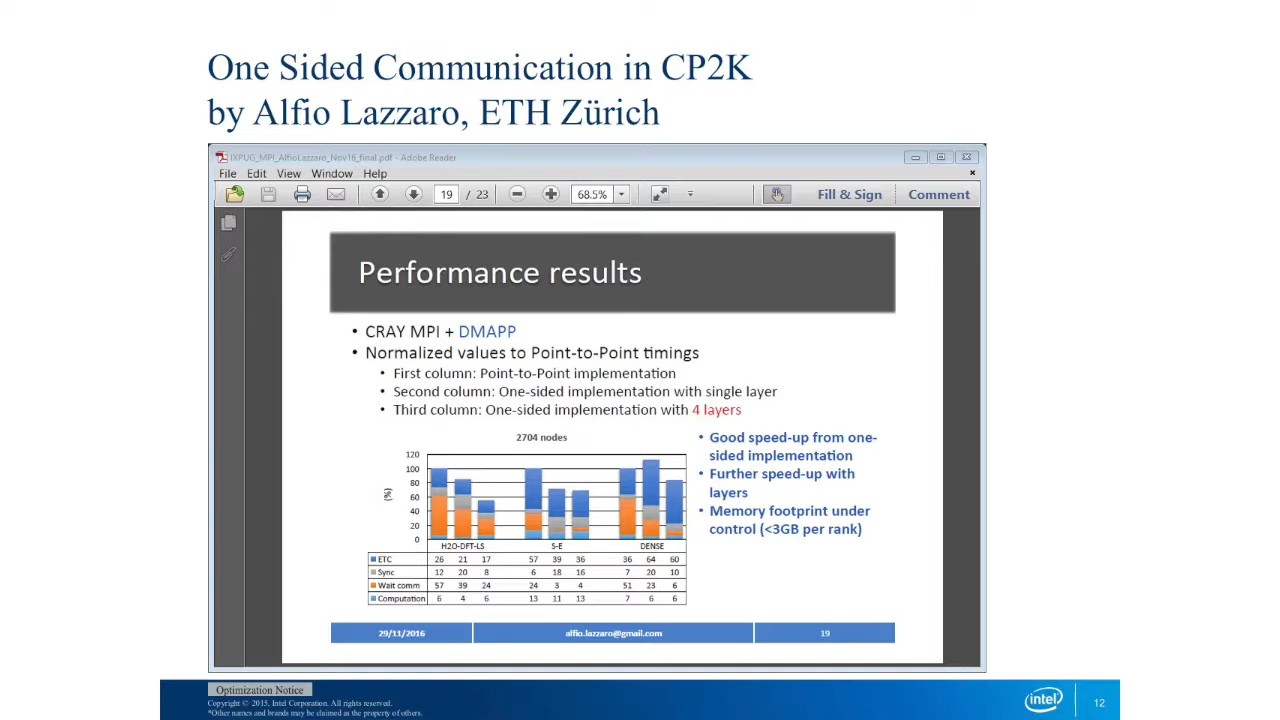 One Sided Communication in CP2K
by Alfio Lazzaro, ETH Zürich
IXPUG_MPI_AlfioLazzaro_Nov16_final.pdf - Adobe Reader
File Edit View Window Help
19 / 23 68.5% Fill & Sign Comment
Performance results
• CRAY MPI + DMAPP
• Normalized values to Point-to-Point timings
• First column: Point-to-Point implementation
• Second column: One-sided implementation with single layer
• Third column: One-sided implementation with 4 layers
2704 nodes
(%)
120
100
80
60
40
20
0
H2O-DFT-LS S-E DENSE
ETC 26 21 17 57 39 36 36 64 60
Sync 12 20 8 6 18 16 7 20 10
Wait comm 57 39 24 24 3 4 51 23 6
Computation 6 4 6 13 11 13 7 6 6
• Good speed-up from one-
sided implementation
• Further speed-up with
layers
• Memory footprint under
control (<3GB per rank)
29/11/2016 alfio.lazzaro@gmail.com 19
Optimization Notice
Copyright © 2015, Intel Corporation. All rights reserved.
*Other names and brands may be claimed as the property of others.
intel 12